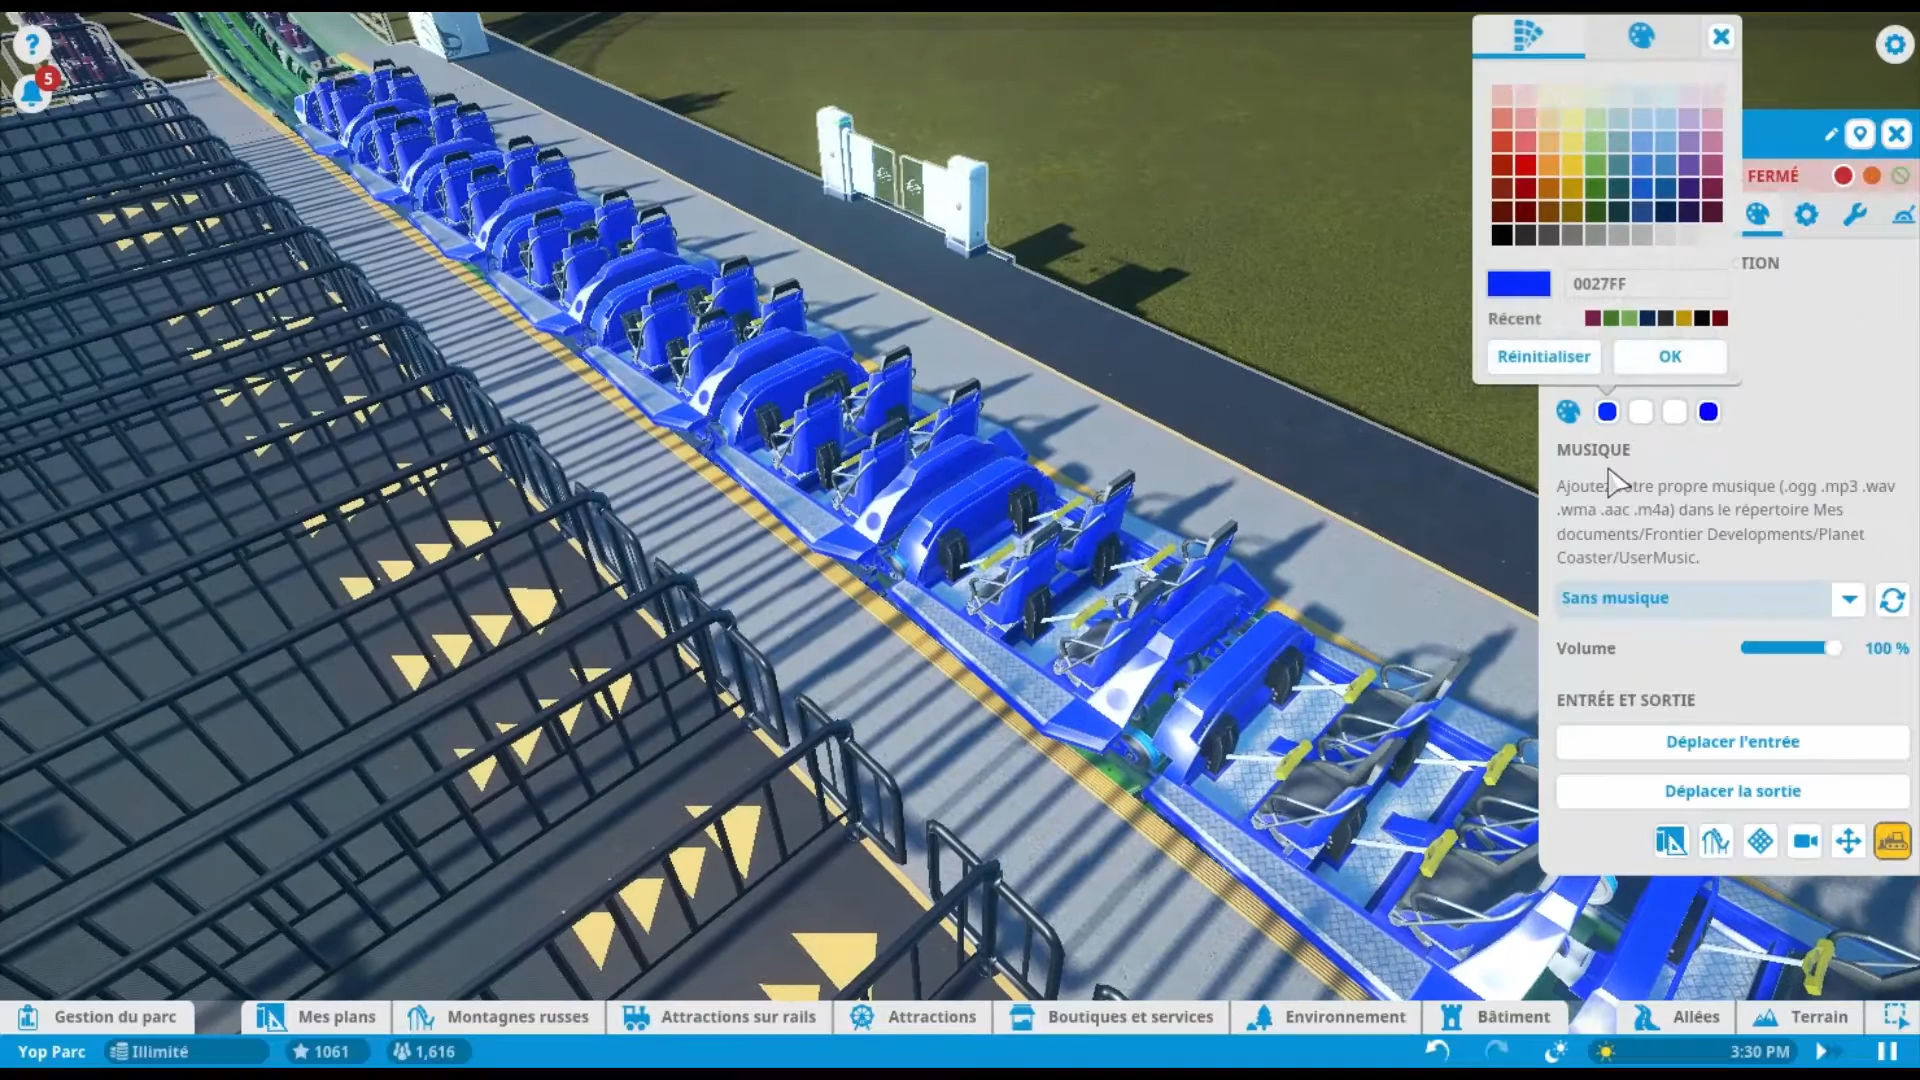 ?
5
FERMÉ
TION
0027FF
Récent
Réinitialiser
OK
MUSIQUE
Ajoutez tre propre musique (.ogg .mp3 .wav
.wma .aac .m4a) dans le répertoire Mes
documents/Frontier Developments/Planet
Coaster/UserMusic.
Sans musique
Volume
100 %
ENTRÉE ET SORTIE
Déplacer l'entrée
Déplacer la sortie
Gestion du parc
Mes plans
Montagnes russes
Attractions sur rails
Attractions
Boutiques et services
Environnement
Bâtiment
Allées
Terrain
Yop Parc
Illimité
1061
1,616
3:30 PM